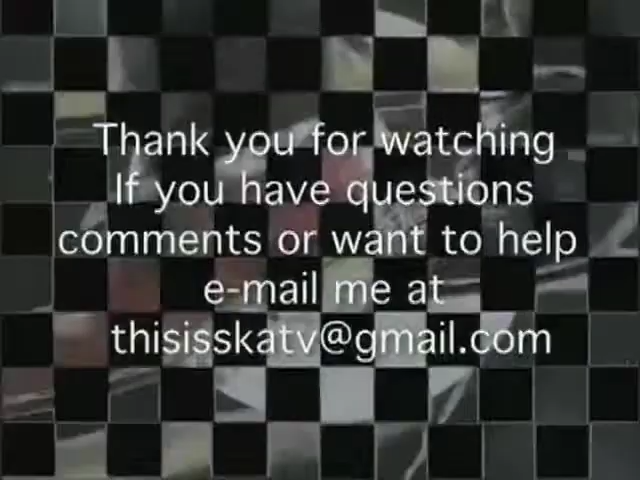 Thank you for watching
If you have questions
comments or want to help
e-mail me at
thisisskatv@gmail.com